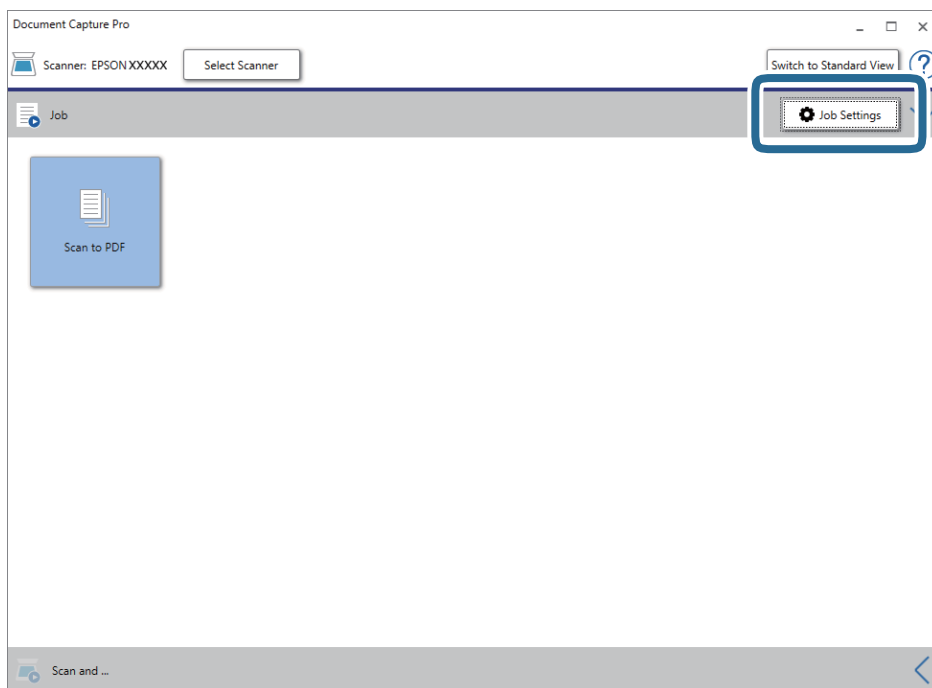 Document Capture Pro
Scanner: EPSON XXXXX
Select Scanner
Switch to Standard View
?
Job
Job Settings
Scan to PDF
Scan and ...